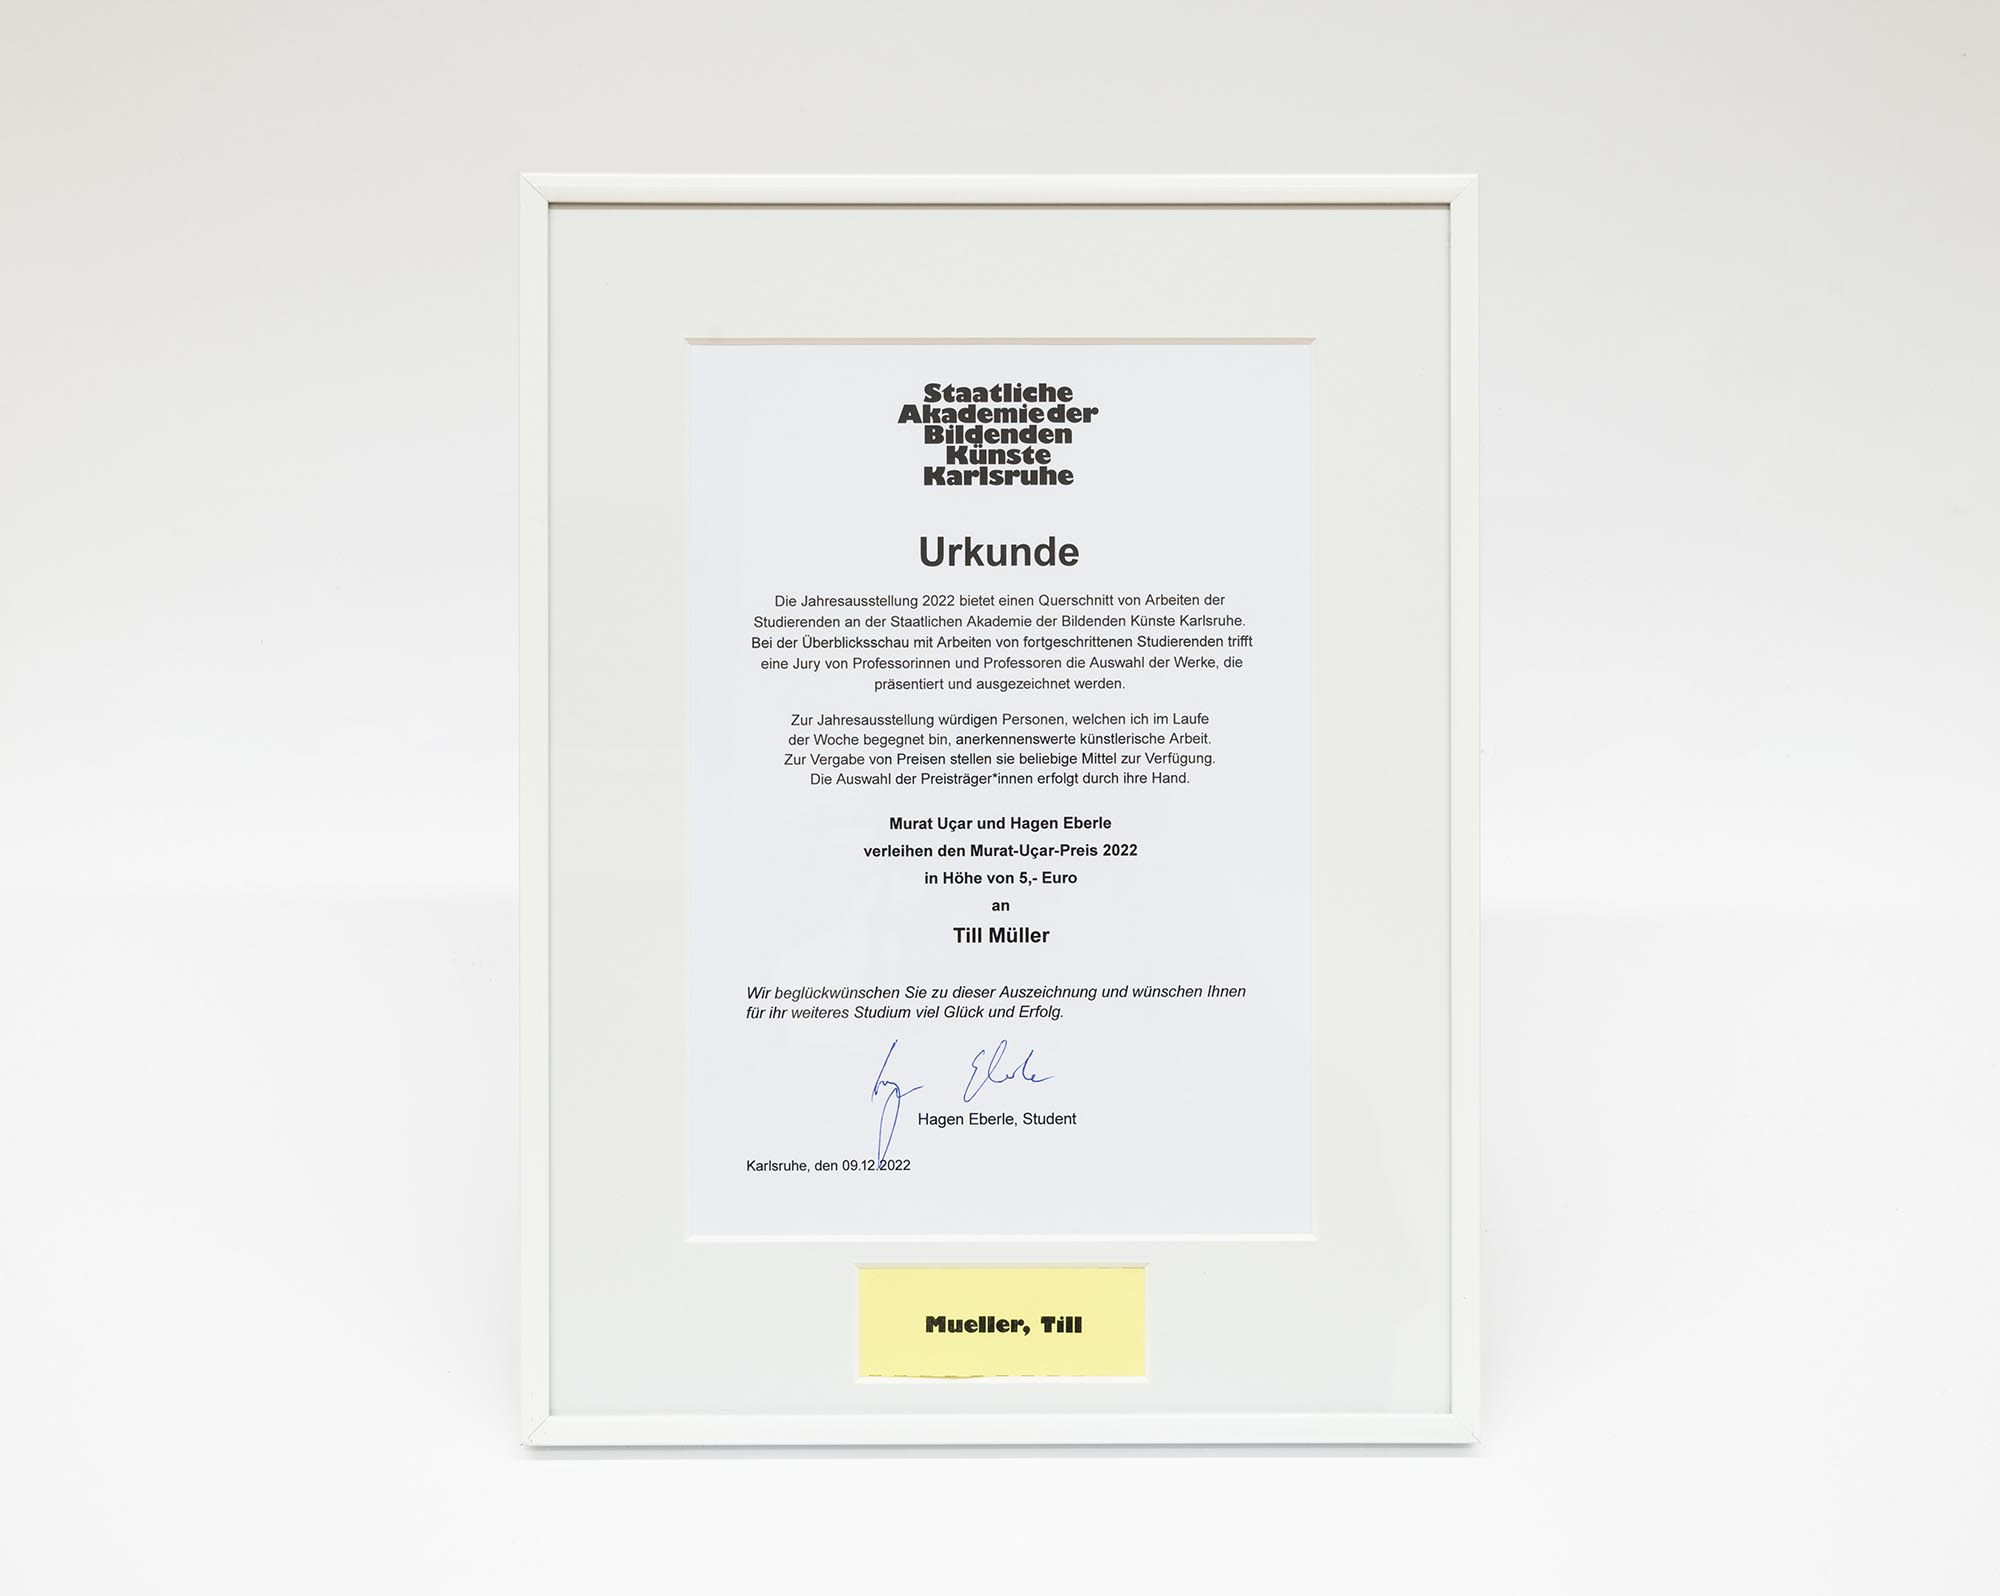 Staatliche
Akademie der
Bildenden
Künste
Karlsruhe
Urkunde
Die Jahresausstellung 2022 bietet einen Querschnitt von Arbeiten der
Studierenden an der Staatlichen Akademie der Bildenden Künste Karlsruhe.
Bei der Überblicksschau mit Arbeiten von fortgeschrittenen Studierenden trifft
eine Jury von Professorinnen und Professoren die Auswahl der Werke, die
präsentiert und ausgezeichnet werden.
Zur Jahresausstellung würdigen Personen, welchen ich im Laufe
der Woche begegnet bin, anerkennenswerte künstlerische Arbeit.
Zur Vergabe von Preisen stellen sie beliebige Mittel zur Verfügung.
Die Auswahl der Preisträger*innen erfolgt durch ihre Hand.
Murat Uçar und Hagen Eberle
verleihen den Murat-Uçar-Preis 2022
in Höhe von 5,- Euro
an
Till Müller
Wir beglückwünschen Sie zu dieser Auszeichnung und wünschen Ihnen
für ihr weiteres Studium viel Glück und Erfolg.
Hagen Eberle, Student
Karlsruhe, den 09.12.2022
Mueller, Till